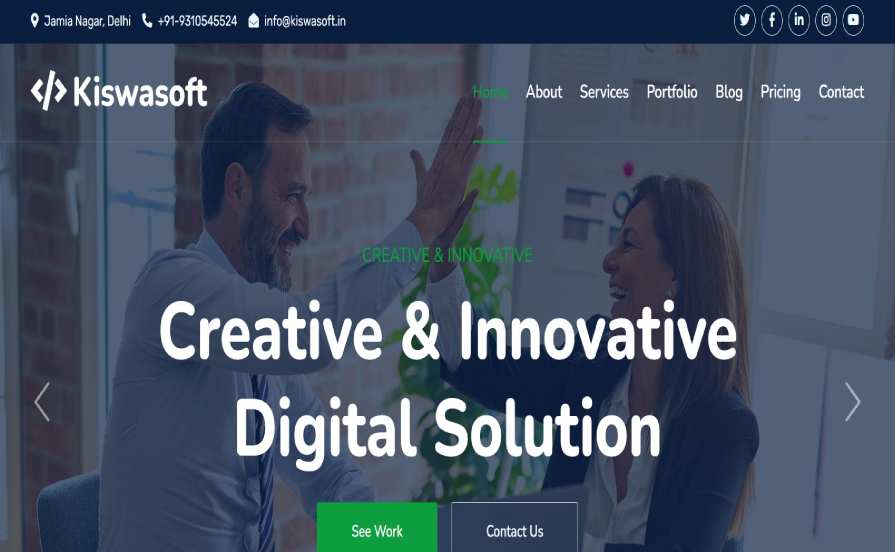 Jamia Nagar, Delhi +91-9310545524 info@kiswasoft.in
</> Kiswasoft
Home About Services Portfolio Blog Pricing Contact
CREATIVE & INNOVATIVE
Creative & Innovative
Digital Solution
See Work Contact Us